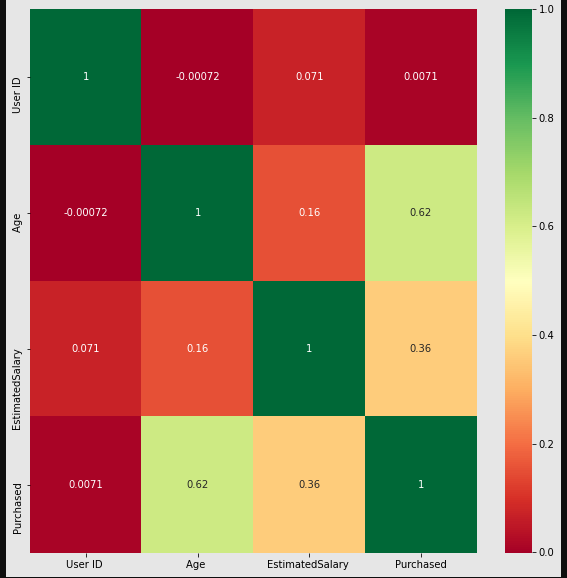 1.0
User ID 1 -0.00072 0.071 0.0071
0.8
Age -0.00072 1 0.16 0.62
0.6
0.4
EstimatedSalary 0.071 0.16 1 0.36
0.2
Purchased 0.0071 0.62 0.36 1
0.0
User ID Age EstimatedSalary Purchased